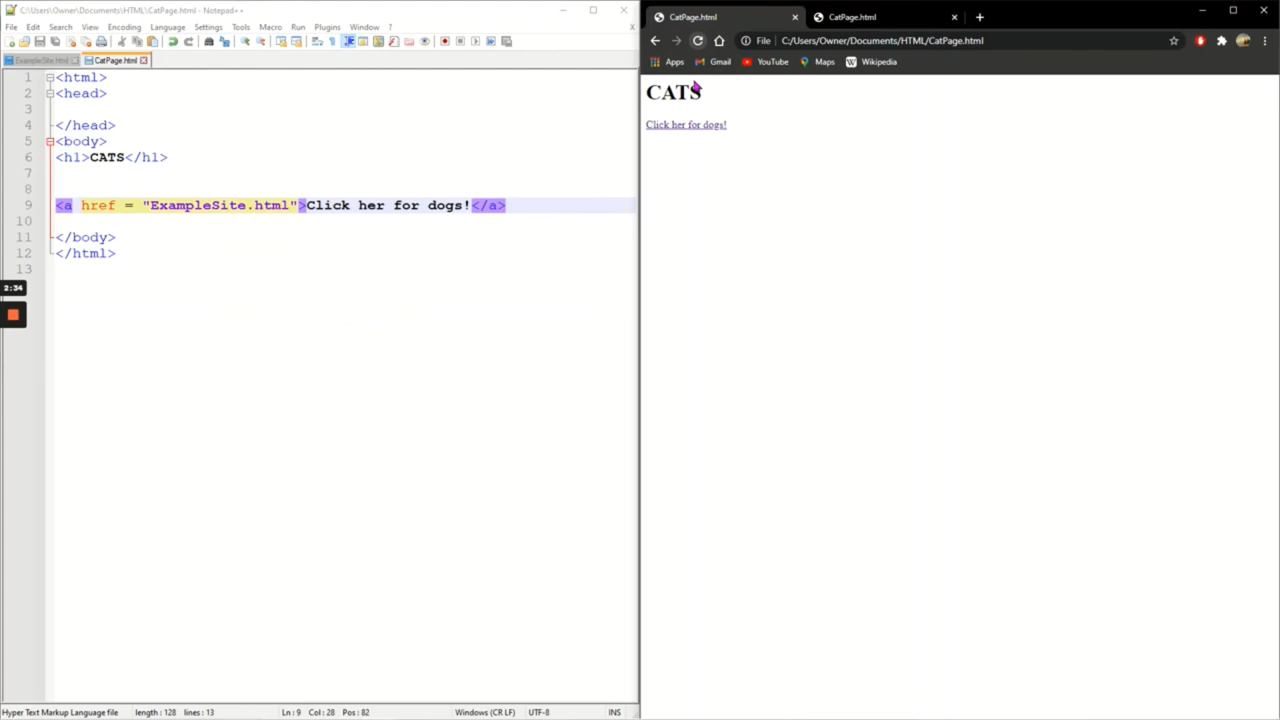 C:\Users\Owner\Documents\HTML\CatPage.html - Notepad++
File Edit Search View Encoding Language Settings Tools Macro Run Plugins Window ? X
ExampleSite.html CatPage.html
1 <html>
2 <head>
3
4 </head>
5 <body>
6 <h1>CATS</h1>
7
8
9 <a href = "ExampleSite.html">Click her for dogs!</a>
10
11 </body>
12 </html>
13
2:34
Hyper Text Markup Language file length : 128 lines : 13 Ln : 9 Col : 28 Pos : 82 Windows (CR LF) UTF-8 INS
CatPage.html CatPage.html
File C:/Users/Owner/Documents/HTML/CatPage.html
Apps Gmail YouTube Maps W Wikipedia
CATS
Click her for dogs!